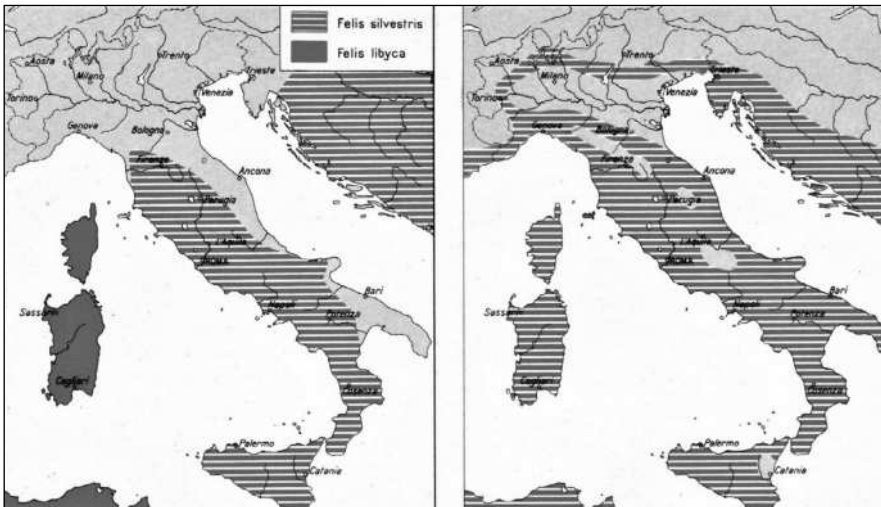 Felis silvestris
Felis libyca
Aosta
Trento
Milano
Trieste
Venezia
Torino
Genova
Bologna
Firenze
Ancona
Perugia
L'Aquila
ROMA
Bari
Napoli
Potenza
Sassari
Cagliari
Cosenza
Palermo
Catania
Aosta
Trento
Milano
Trieste
Venezia
Torino
Genova
Bologna
Firenze
Ancona
Perugia
L'Aquila
ROMA
Bari
Napoli
Potenza
Sassari
Cagliari
Cosenza
Palermo
Catania